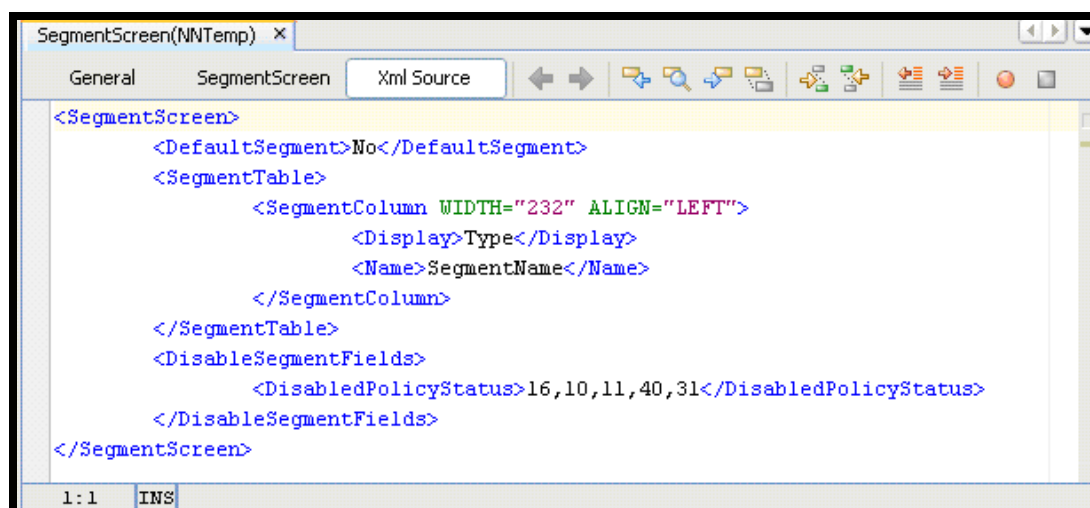 SegmentScreen(NNTemp) ×
General SegmentScreen Xml Source
<SegmentScreen>
<DefaultSegment>No</DefaultSegment>
<SegmentTable>
<SegmentColumn WIDTH="232" ALIGN="LEFT">
<Display>Type</Display>
<Name>SegmentName</Name>
</SegmentColumn>
</SegmentTable>
<DisableSegmentFields>
<DisabledPolicyStatus>16,10,11,40,31</DisabledPolicyStatus>
</DisableSegmentFields>
</SegmentScreen>
1:1 INS